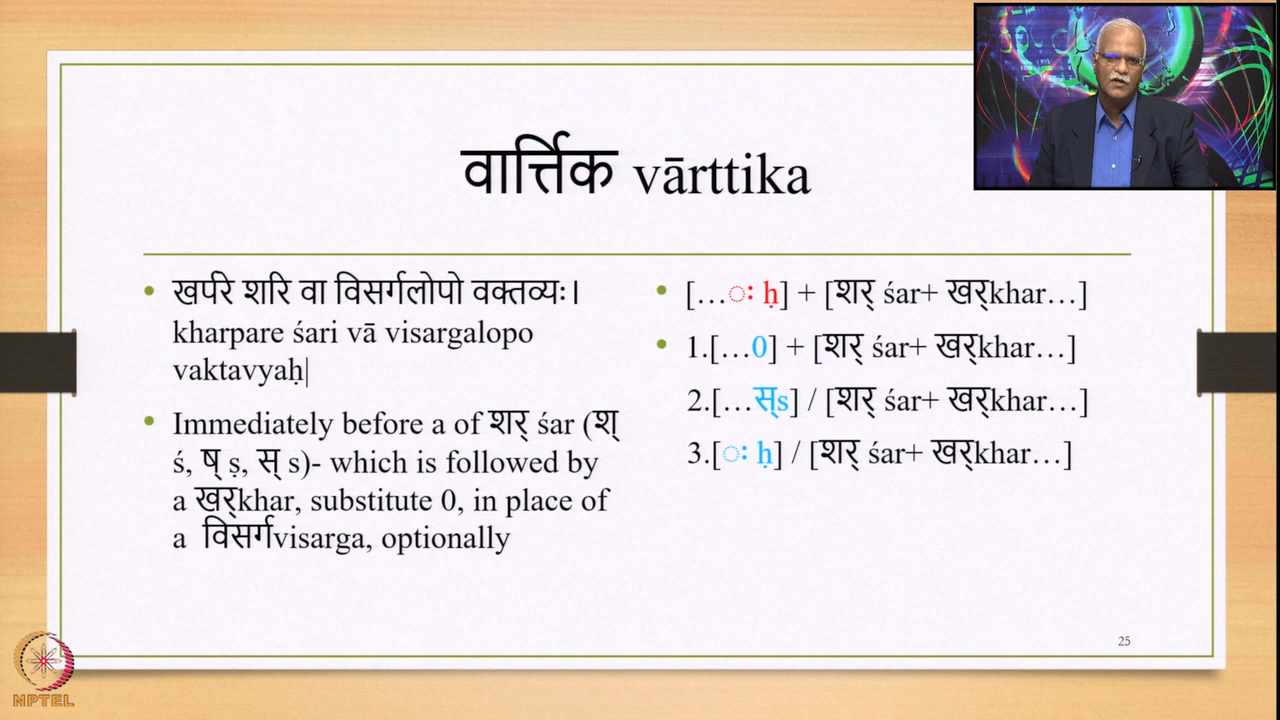 वार्त्तिक vārttika
• खर्परे शरि वा विसर्गलोपो वक्तव्यः।
kharpare śari vā visargalopo
vaktavyaḥ|
• Immediately before a of शर् śar (श्
ś, ष् ṣ, स् s)- which is followed by
a खर्khar, substitute 0, in place of
a विसर्गvisarga, optionally
• […ः ḥ] + [शर् śar+ खर्khar…]
• 1.[…0] + [शर् śar+ खर्khar…]
2.[…स्s] / [शर् śar+ खर्khar…]
3.[ः ḥ] / [शर् śar+ खर्khar…]
25
NPTEL